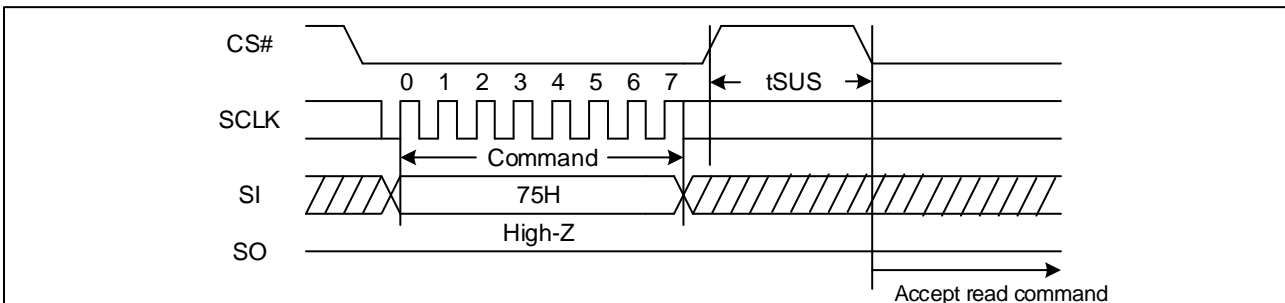 CS#
0 1 2 3 4 5 6 7
tSUS
SCLK
Command
SI
75H
High-Z
SO
Accept read command